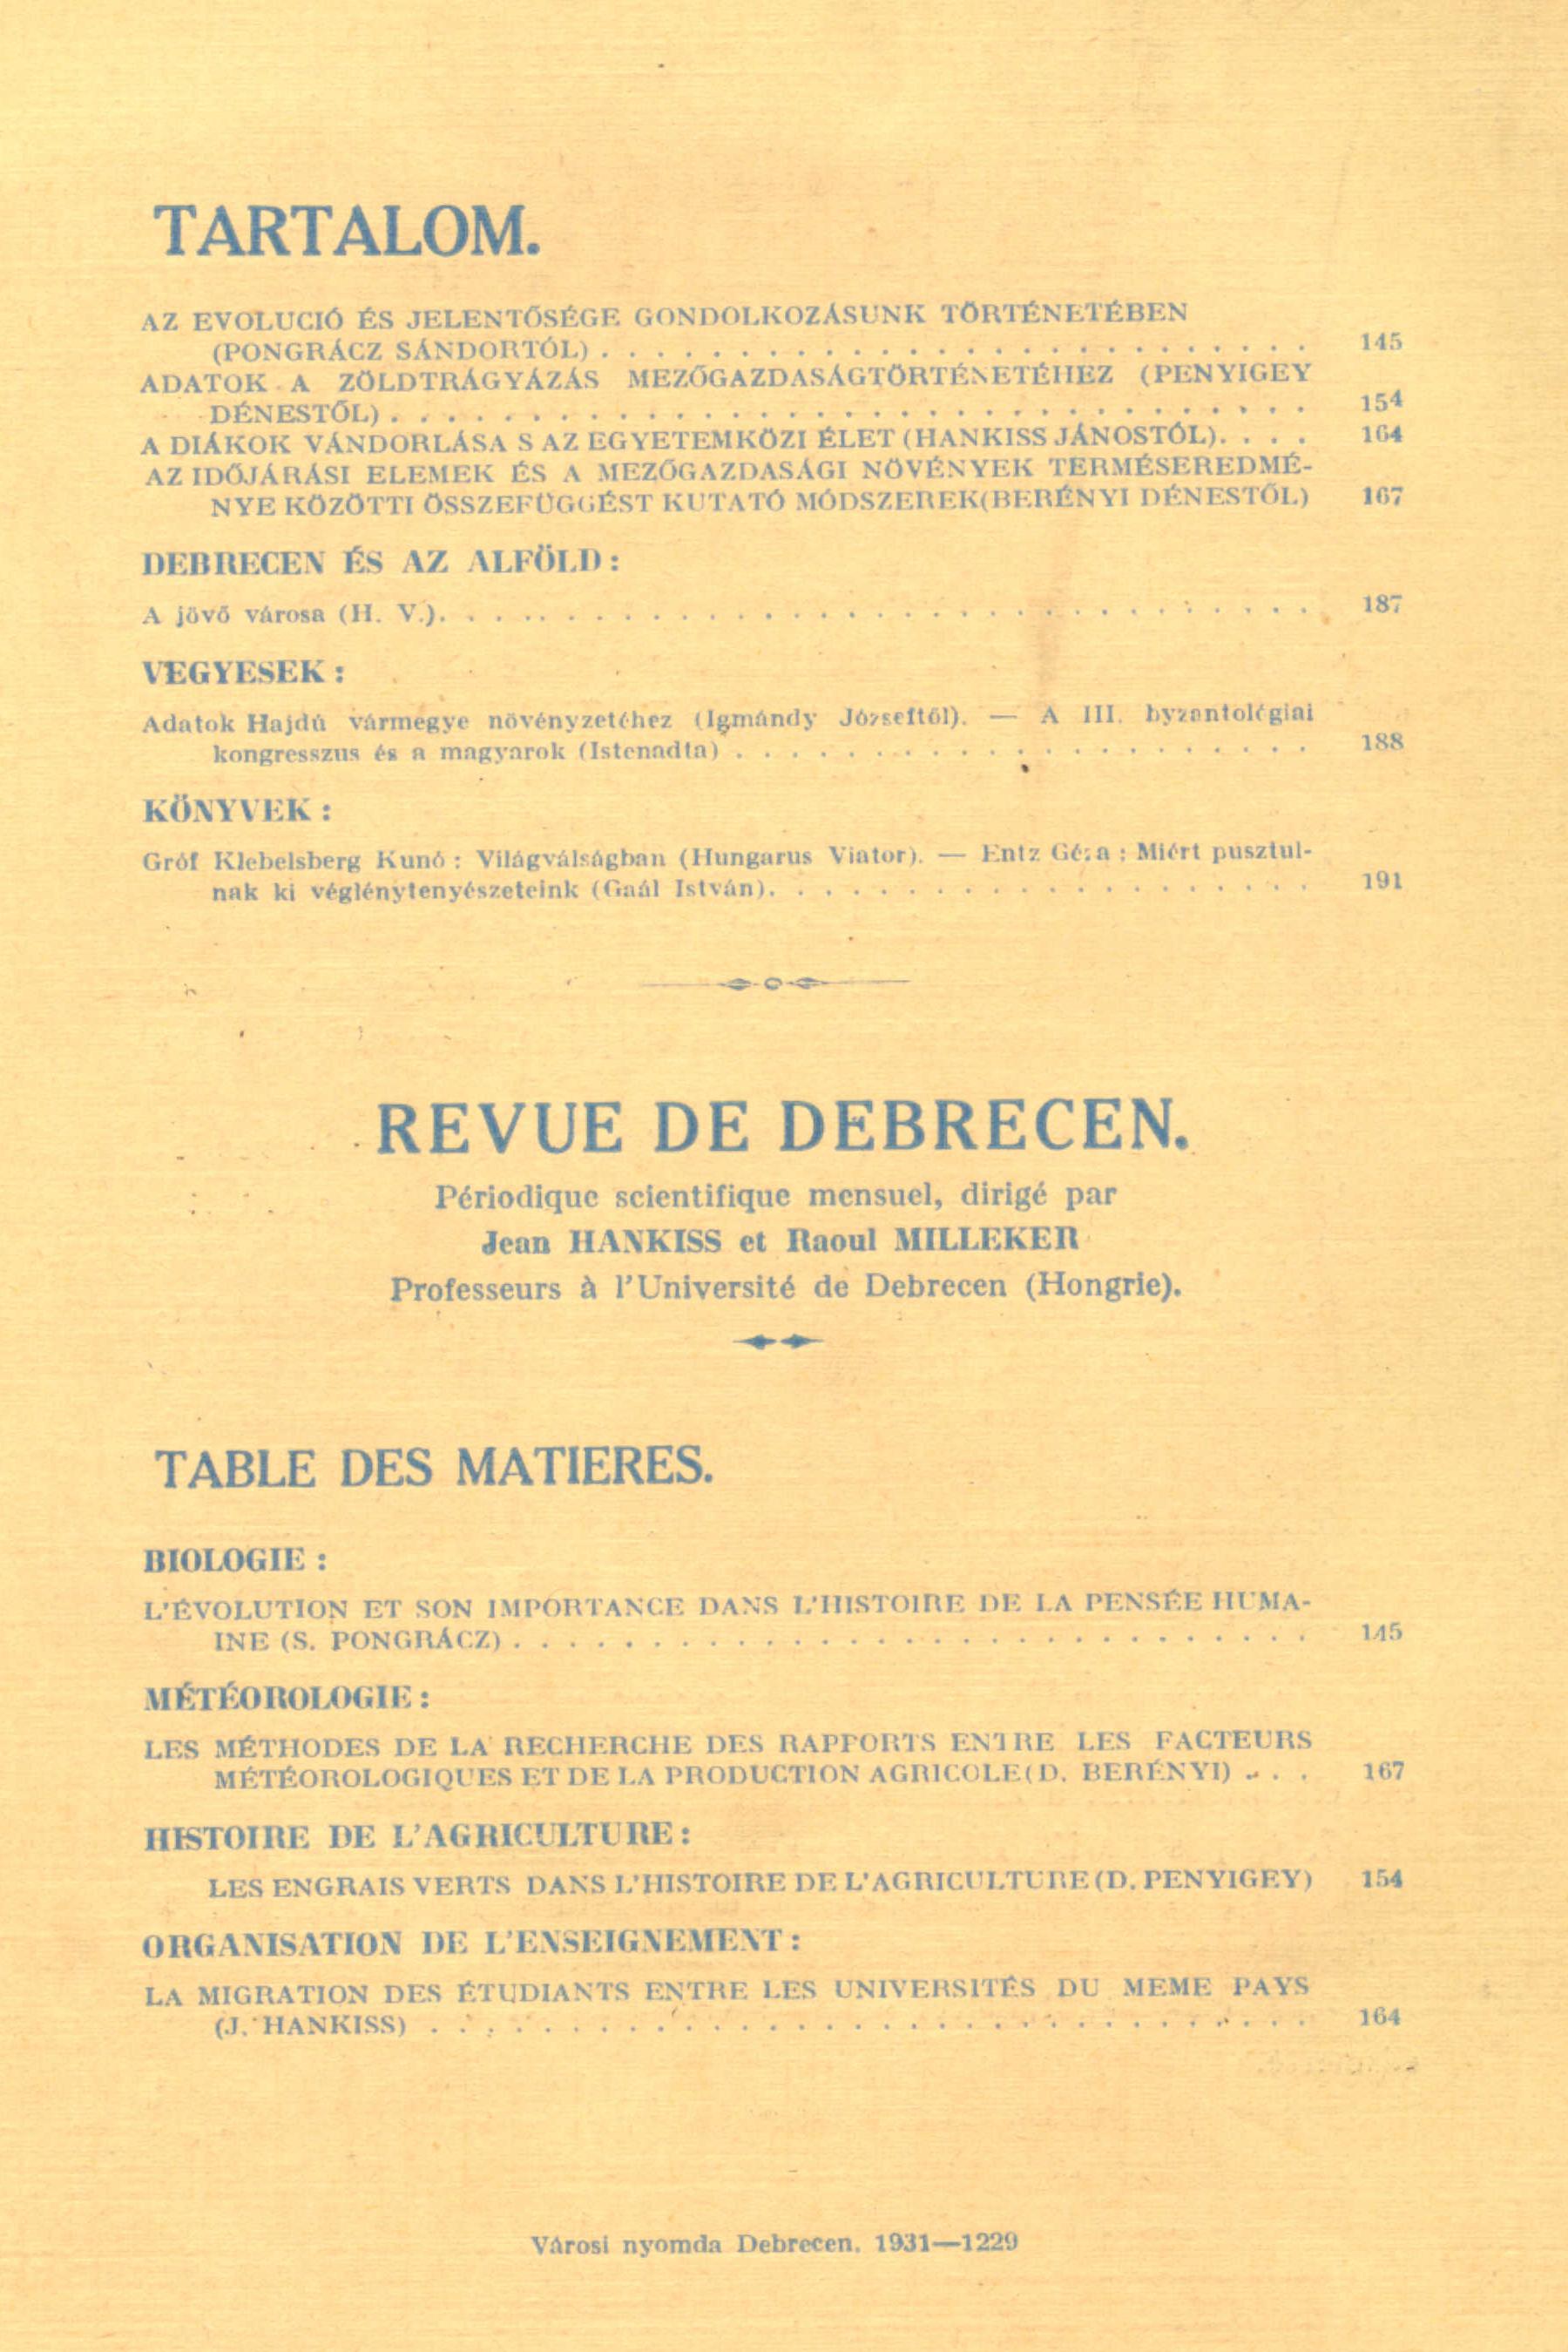 TARTALOM.
AZ EVOLUCIÓ ÉS JELENTŐSÉGE GONDOLKOZÁSUNK TÖRTÉNETÉBEN
(PONGRÁCZ SÁNDORTÓL) . . . . . . . . . . . . . . . . . . . . . . . . . . 145
ADATOK A ZÖLDTRÁGYÁZÁS MEZŐGAZDASÁGTÖRTÉNETÉHEZ (PENYIGEY
DÉNESTŐL) . . . . . . . . . . . . . . . . . . . . . . . . . . . . . . . . . 154
A DIÁKOK VÁNDORLÁSA S AZ EGYETEMKÖZI ÉLET (HANKISS JÁNOSTÓL). . . . 164
AZ IDŐJÁRÁSI ELEMEK ÉS A MEZŐGAZDASÁGI NÖVÉNYEK TERMÉSEREDMÉ-
NYE KÖZÖTTI ÖSSZEFÜGGÉST KUTATÓ MÓDSZEREK(BERÉNYI DÉNESTŐL) 167
DEBRECEN ÉS AZ ALFÖLD :
A jövő városa (H. V.). . . . . . . . . . . . . . . . . . . . . . . . . . . . . . . 187
VEGYESEK :
Adatok Hajdú vármegye növényzetéhez (Igmándy Józseftől). — A III. byzantológiai
kongresszus és a magyarok (Istenadta) . . . . . . . . . . . . . . . . . . . . . 188
KÖNYVEK :
Gróf Klebelsberg Kunó : Világválságban (Hungarus Viator). — Entz Géza : Miért pusztul-
nak ki véglénytenyészeteink (Gaál István). . . . . . . . . . . . . . . . . . . . 191
REVUE DE DEBRECEN.
Périodique scientifique mensuel, dirigé par
Jean HANKISS et Raoul MILLEKER
Professeurs à l'Université de Debrecen (Hongrie).
TABLE DES MATIERES.
BIOLOGIE :
L'ÉVOLUTION ET SON IMPORTANCE DANS L'HISTOIRE DE LA PENSÉE HUMA-
INE (S. PONGRÁCZ) . . . . . . . . . . . . . . . . . . . . . . . . . . . . . 145
MÉTÉOROLOGIE :
LES MÉTHODES DE LA RECHERCHE DES RAPPORTS ENTRE LES FACTEURS
MÉTÉOROLOGIQUES ET DE LA PRODUCTION AGRICOLE(D. BERÉNYI) . . . 167
HISTOIRE DE L'AGRICULTURE :
LES ENGRAIS VERTS DANS L'HISTOIRE DE L'AGRICULTURE (D. PENYIGEY) 154
ORGANISATION DE L'ENSEIGNEMENT :
LA MIGRATION DES ÉTUDIANTS ENTRE LES UNIVERSITÉS DU MEME PAYS
(J. HANKISS) . . . . . . . . . . . . . . . . . . . . . . . . . . . . . . . . 164
Városi nyomda Debrecen. 1931—1229